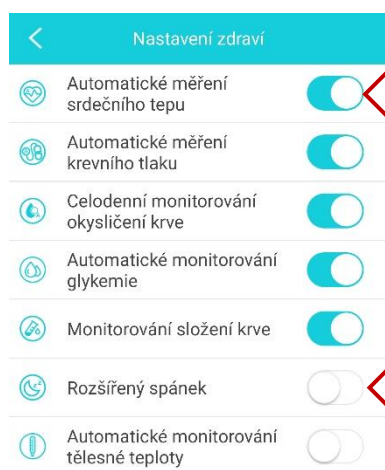 Nastavení zdraví
Automatické měření
srdečního tepu
Automatické měření
krevního tlaku
Celodenní monitorování
okysličení krve
Automatické monitorování
glykemie
Monitorování složení krve
Rozšířený spánek
Automatické monitorování
tělesné teploty